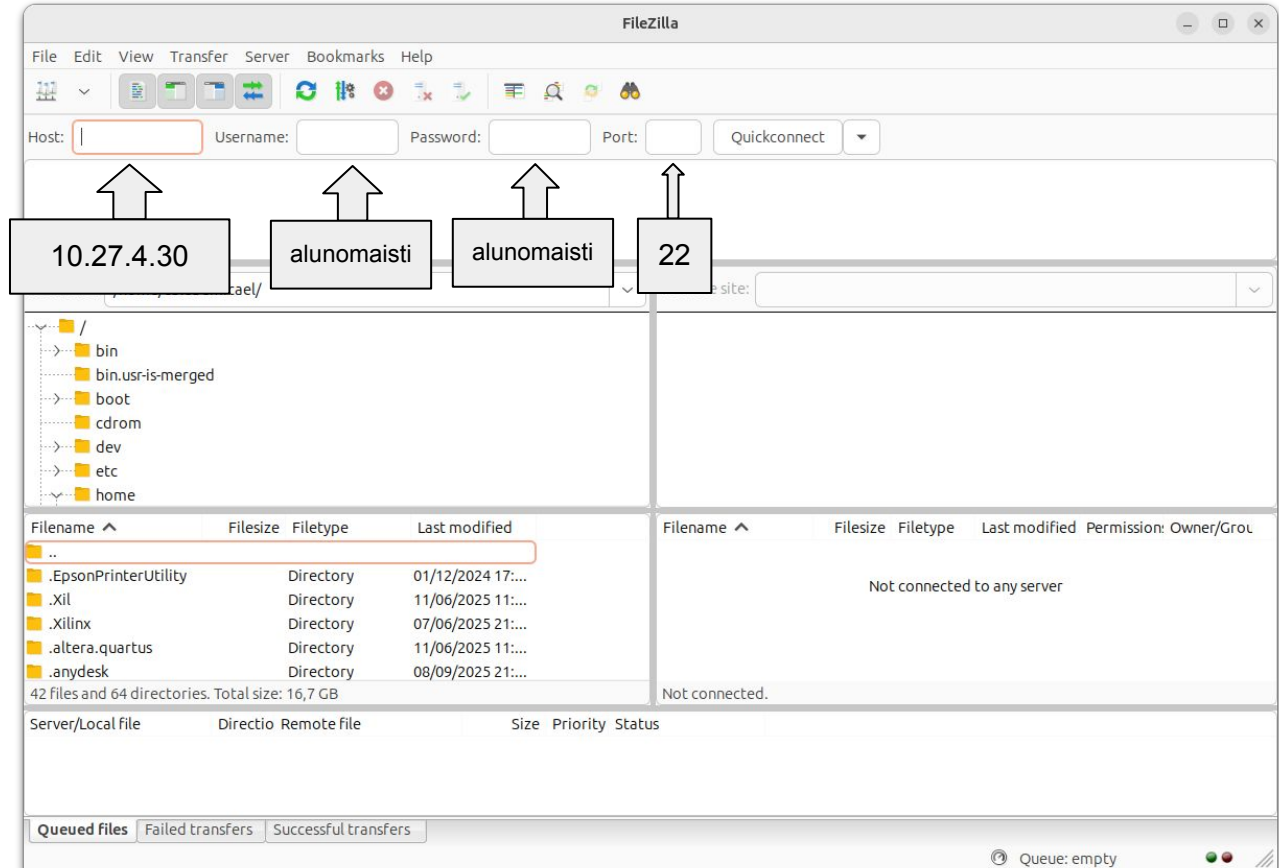 FileZilla
File Edit View Transfer Server Bookmarks Help
Host: Username: Password: Port: Quickconnect
10.27.4.30 alunomaisti alunomaisti 22
site:
/
bin
bin.usr-is-merged
boot
cdrom
dev
etc
home
Filename Filesize Filetype Last modified
..
.EpsonPrinterUtility Directory 01/12/2024 17:...
.Xil Directory 11/06/2025 11:...
.Xilinx Directory 07/06/2025 21:...
.altera.quartus Directory 11/06/2025 11:...
.anydesk Directory 08/09/2025 21:...
42 files and 64 directories. Total size: 16,7 GB
Filename Filesize Filetype Last modified Permission: Owner/Grou
Not connected to any server
Not connected.
Server/Local file Directio Remote file Size Priority Status
Queued files Failed transfers Successful transfers
Queue: empty